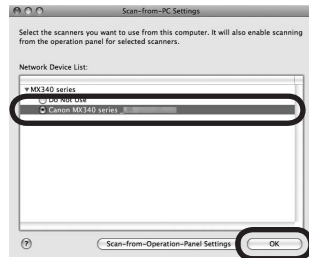 Scan-from-PC Settings
Select the scanners you want to use from this computer. It will also enable scanning
from the operation panel for selected scanners.
Network Device List:
MX340 series
Do Not Use
Canon MX340 series _
?
Scan-from-Operation-Panel Settings
OK